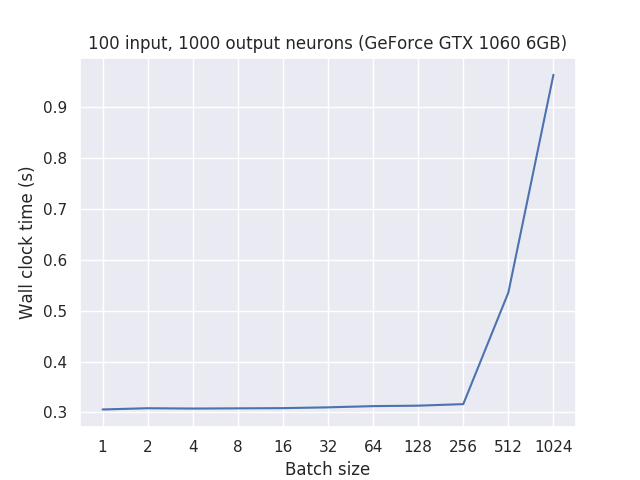 100 input, 1000 output neurons (GeForce GTX 1060 6GB)
Wall clock time (s)
0.9
0.8
0.7
0.6
0.5
0.4
0.3
1 2 4 8 16 32 64 128 256 512 1024
Batch size